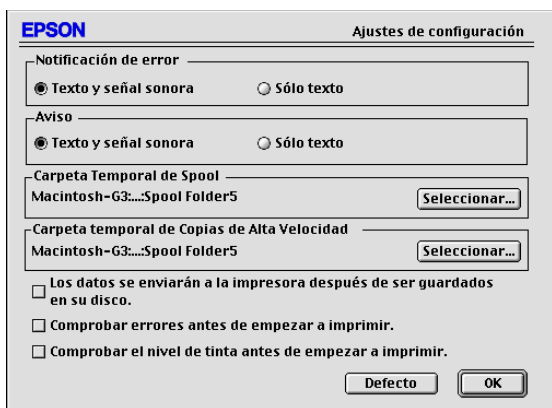 EPSON Ajustes de configuración
Notificación de error
Texto y señal sonora Sólo texto
Aviso
Texto y señal sonora Sólo texto
Carpeta Temporal de Spool
Macintosh-G3:...:Spool Folder5 Seleccionar...
Carpeta temporal de Copias de Alta Velocidad
Macintosh-G3:...:Spool Folder5 Seleccionar...
Los datos se enviarán a la impresora después de ser guardados
en su disco.
Comprobar errores antes de empezar a imprimir.
Comprobar el nivel de tinta antes de empezar a imprimir.
Defecto OK